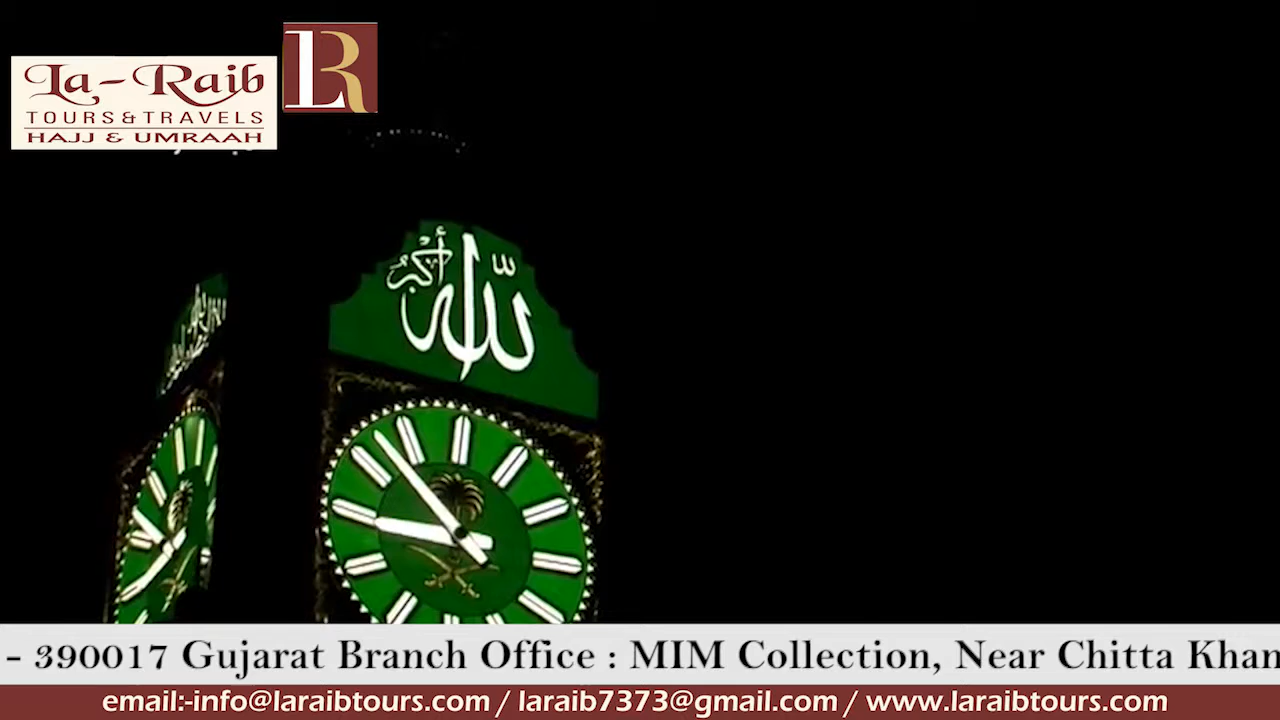 La-Raib
TOURS & TRAVELS
HAJJ & UMRAAH
LR
الله أكبر
- 390017 Gujarat Branch Office : MIM Collection, Near Chitta Khan
email:-info@laraibtours.com / laraib7373@gmail.com / www.laraibtours.com